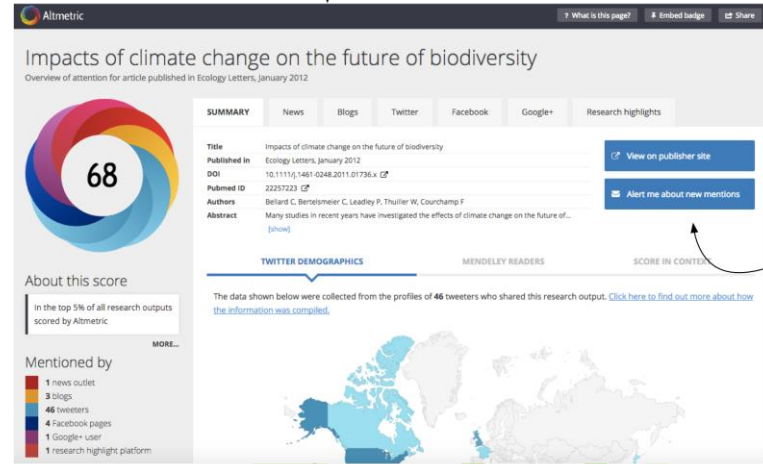 Altmetric
? What is this page? Embed badge Share
Impacts of climate change on the future of biodiversity
Overview of attention for article published in Ecology Letters, January 2012
68
SUMMARY News Blogs Twitter Facebook Google+ Research highlights
Title Impacts of climate change on the future of biodiversity
Published in Ecology Letters, January 2012
DOI 10.1111/j.1461-0248.2011.01736.x
Pubmed ID 22257223
Authors Bellard C, Bertelsmeier C, Leadley P, Thuiller W, Courchamp F
Abstract Many studies in recent years have investigated the effects of climate change on the future of...
[show]
View on publisher site
Alert me about new mentions
TWITTER DEMOGRAPHICS MENDELEY READERS SCORE IN CONTEXT
The data shown below were collected from the profiles of 46 tweeters who shared this research output. Click here to find out more about how
the information was compiled.
About this score
In the top 5% of all research outputs
scored by Altmetric
MORE...
Mentioned by
1 news outlet
3 blogs
46 tweeters
4 Facebook pages
1 Google+ user
1 research highlight platform